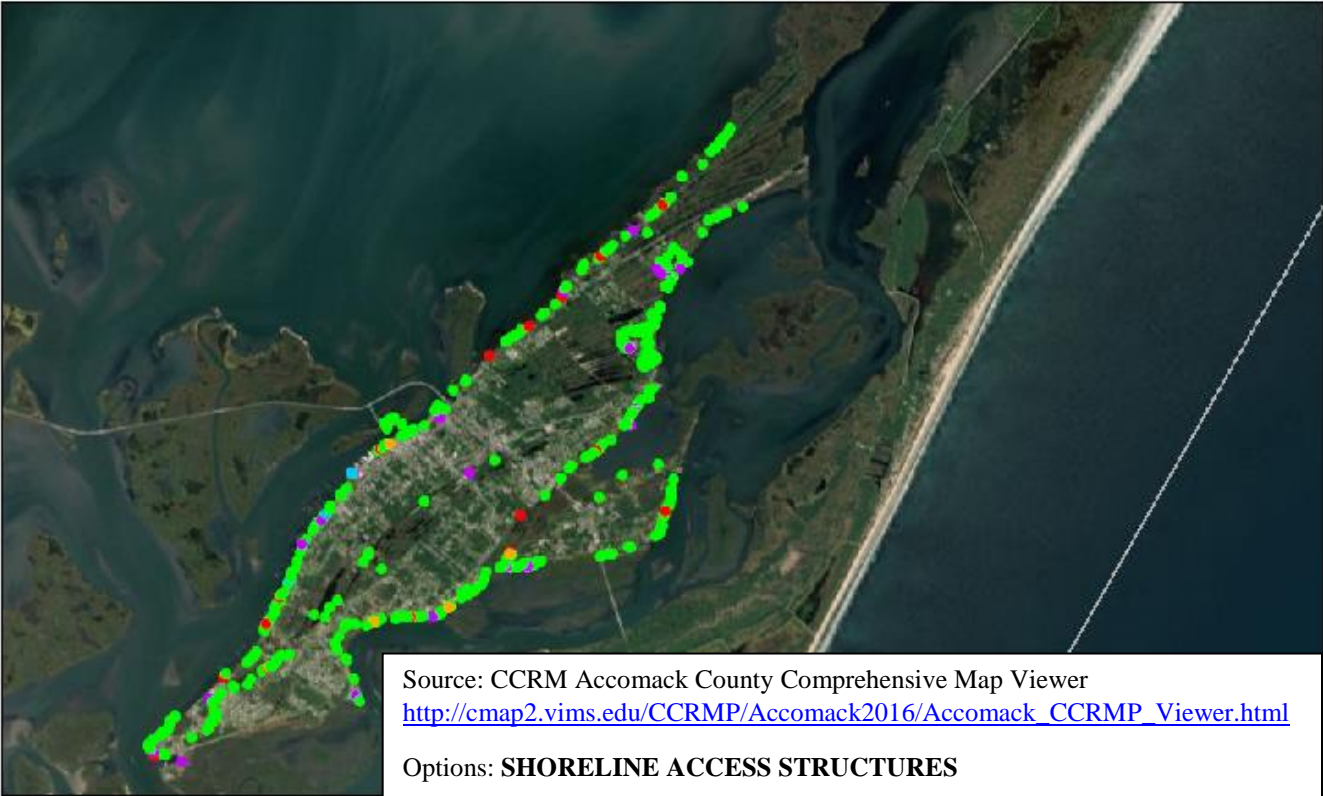 Source: CCRM Accomack County Comprehensive Map Viewer
http://cmap2.vims.edu/CCRMP/Accomack2016/Accomack_CCRMP_Viewer.html
Options: SHORELINE ACCESS STRUCTURES